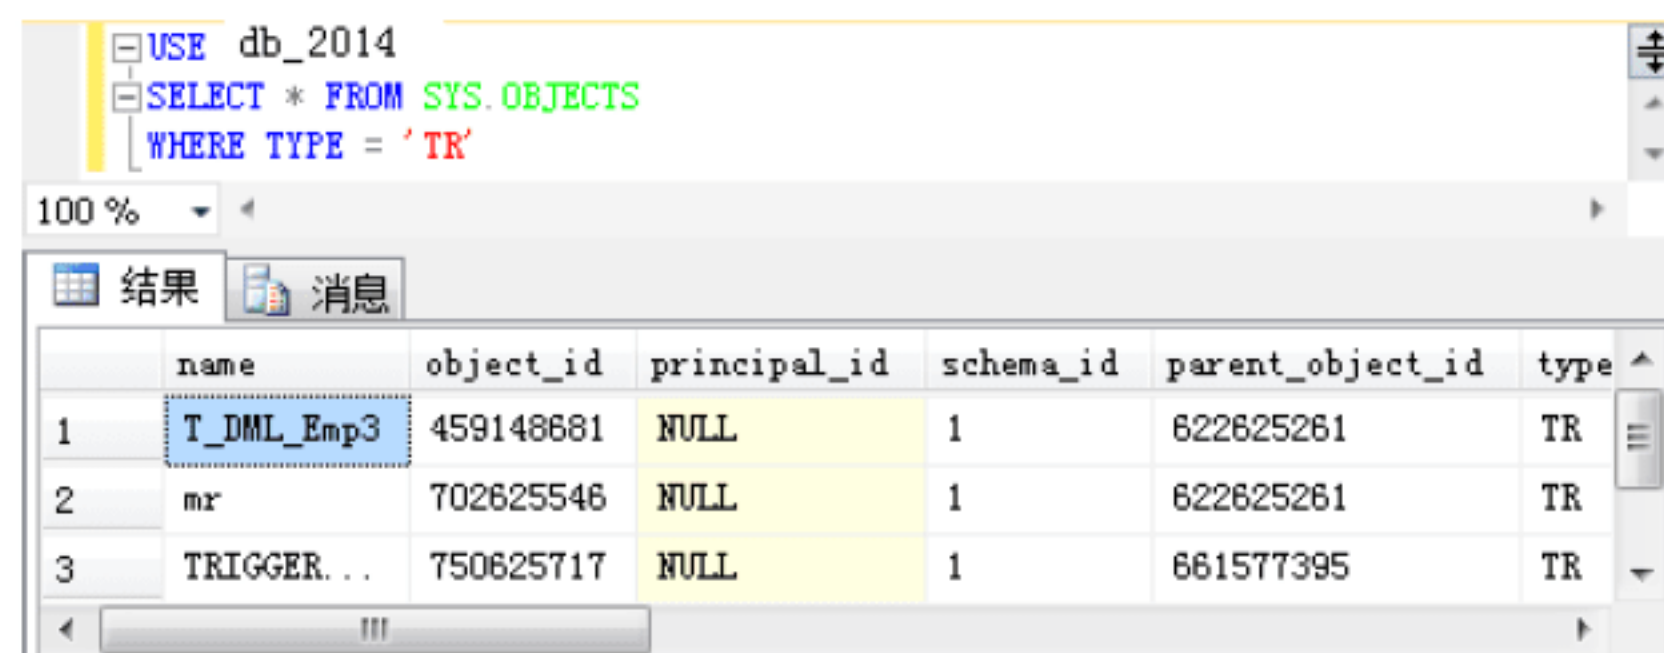 USE db_2014
SELECT * FROM SYS.OBJECTS
WHERE TYPE = 'TR'
100 %
结果 消息
name object_id principal_id schema_id parent_object_id type
1 T_DML_Emp3 459148681 NULL 1 622625261 TR
2 mr 702625546 NULL 1 622625261 TR
3 TRIGGER... 750625717 NULL 1 661577395 TR